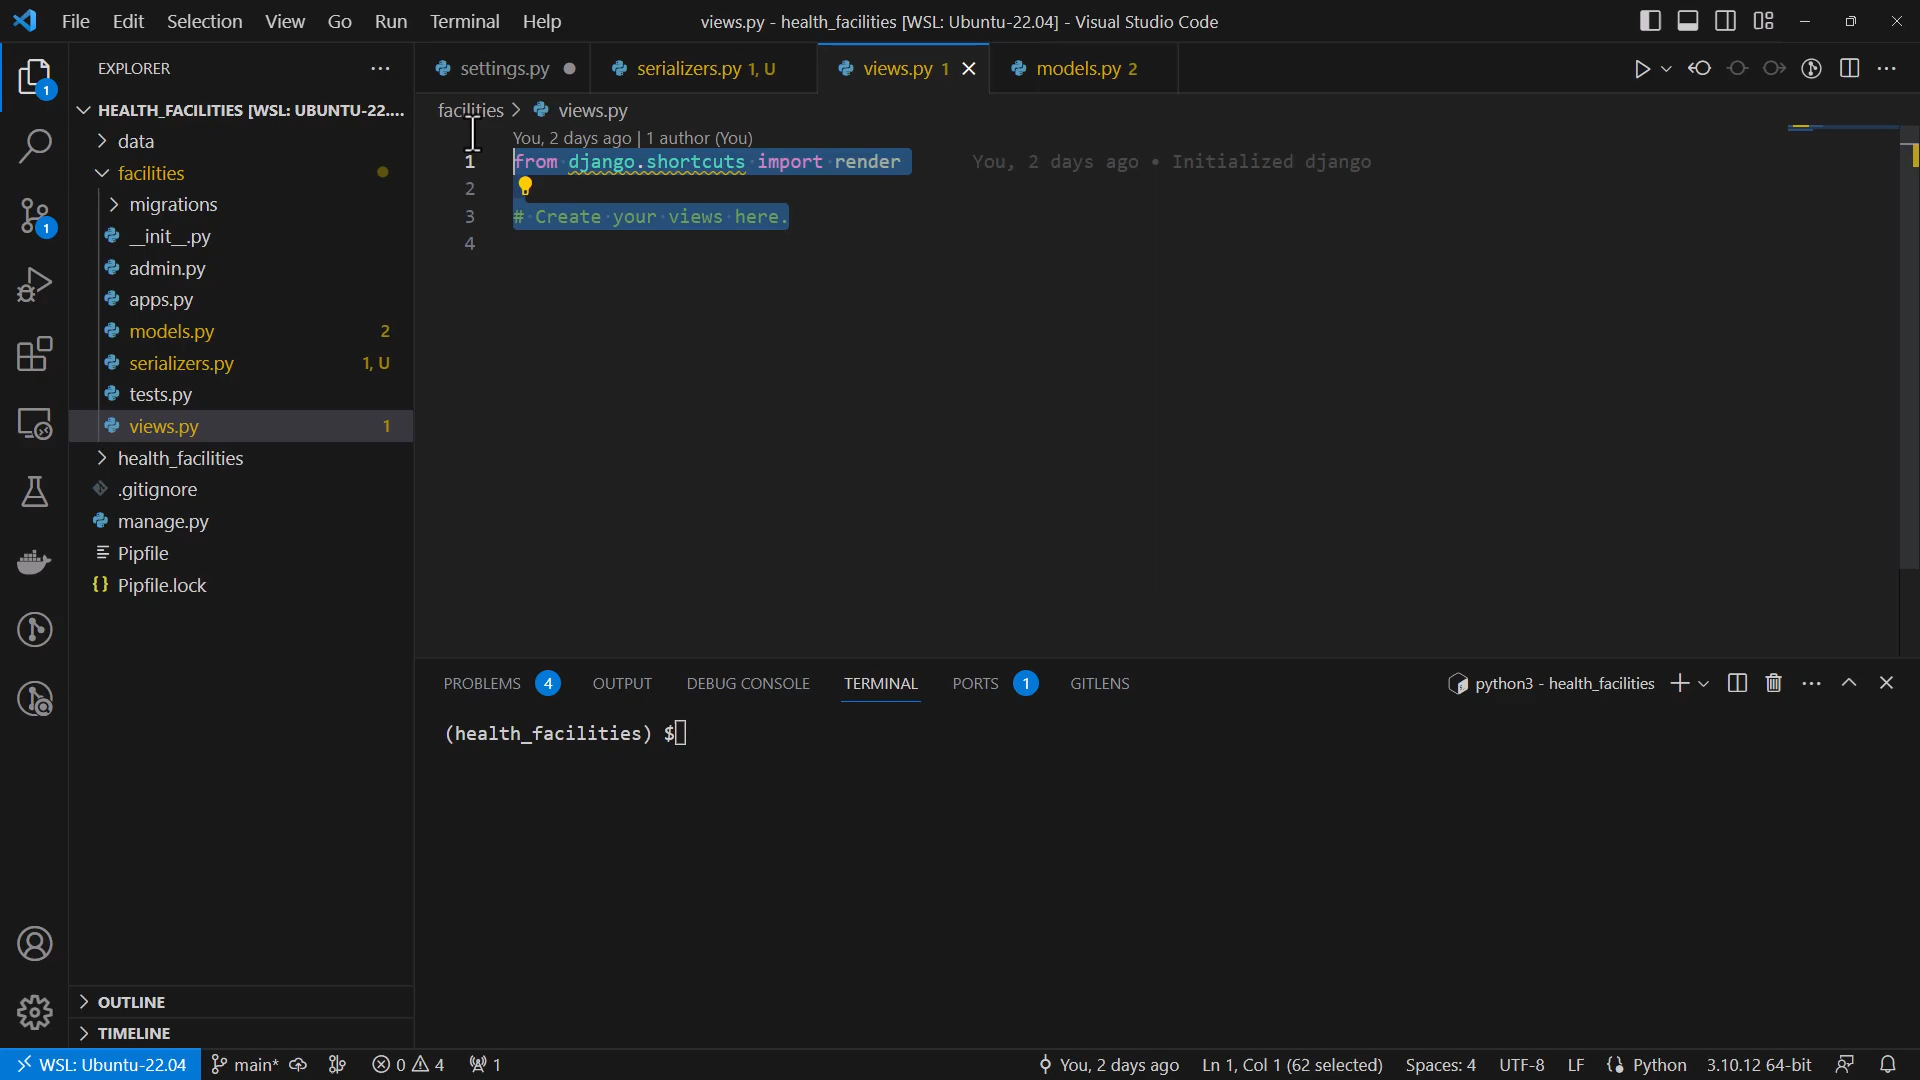 File Edit Selection View Go Run Terminal Help
views.py - health_facilities [WSL: Ubuntu-22.04] - Visual Studio Code
EXPLORER
settings.py
serializers.py 1, U
views.py 1
models.py 2
HEALTH_FACILITIES [WSL: UBUNTU-22....
data
facilities
migrations
__init__.py
admin.py
apps.py
models.py 2
serializers.py 1, U
tests.py
views.py 1
health_facilities
.gitignore
manage.py
Pipfile
Pipfile.lock
OUTLINE
TIMELINE
1
1
facilities > views.py
You, 2 days ago | 1 author (You)
1 from django.shortcuts import render You, 2 days ago • Initialized django
2
3 # Create your views here.
4
PROBLEMS 4 OUTPUT DEBUG CONSOLE TERMINAL PORTS 1 GITLENS
python3 - health_facilities
(health_facilities) $
WSL: Ubuntu-22.04 main* 0 4 1
You, 2 days ago Ln 1, Col 1 (62 selected) Spaces: 4 UTF-8 LF Python 3.10.12 64-bit